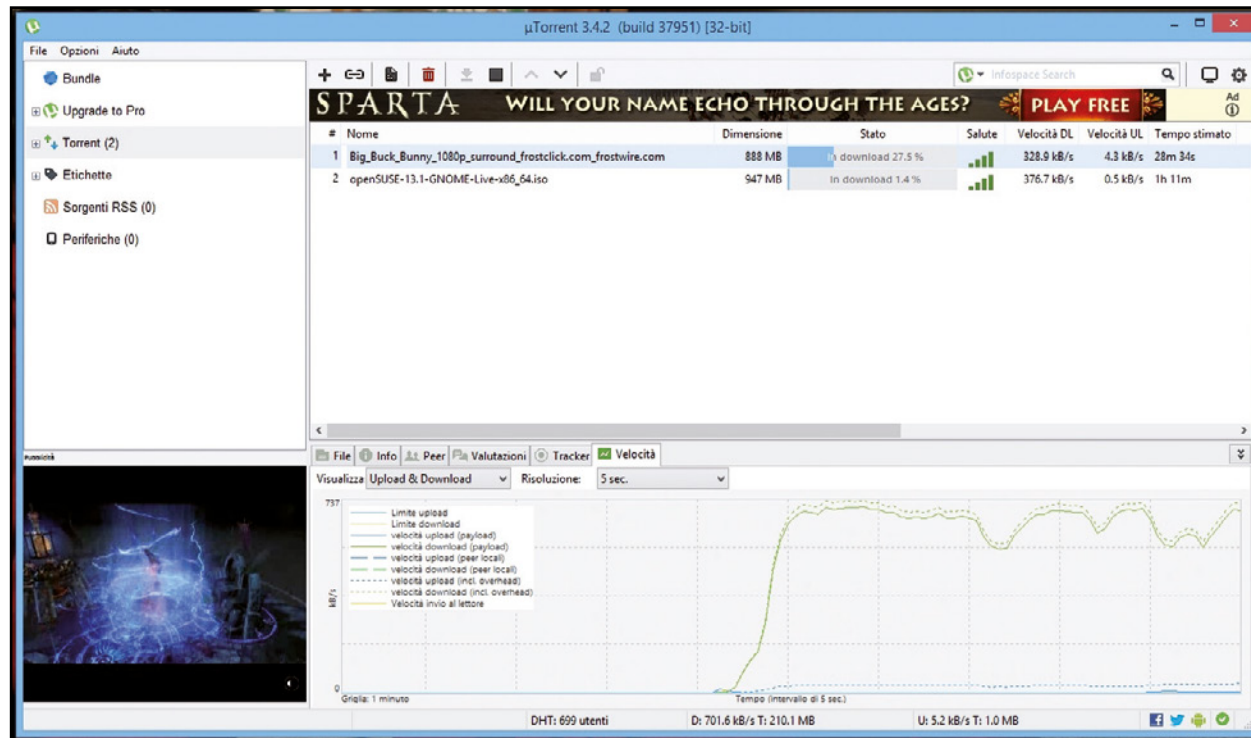 µTorrent 3.4.2 (build 37951) [32-bit]
File Opzioni Aiuto
Bundle
Upgrade to Pro
Torrent (2)
Etichette
Sorgenti RSS (0)
Periferiche (0)
Infospace Search
SPARTA WILL YOUR NAME ECHO THROUGH THE AGES? PLAY FREE Ad
# Nome Dimensione Stato Salute Velocità DL Velocità UL Tempo stimato
1 Big_Buck_Bunny_1080p_surround_frostclick.com_frostwire.com 888 MB In download 27.5 % 328.9 kB/s 4.3 kB/s 28m 34s
2 openSUSE-13.1-GNOME-Live-x86_64.iso 947 MB In download 1.4 % 376.7 kB/s 0.5 kB/s 1h 11m
Pubblicità
File Info Peer Valutazioni Tracker Velocità
Visualizza Upload & Download Risoluzione: 5 sec.
737
Limite upload
Limite download
velocità upload (payload)
velocità download (payload)
velocità upload (peer locali)
velocità download (peer locali)
velocità upload (incl. overhead)
velocità download (incl. overhead)
Velocità invio al lettore
kB/s
0
Griglia: 1 minuto Tempo (intervallo di 5 sec.)
DHT: 699 utenti D: 701.6 kB/s T: 210.1 MB U: 5.2 kB/s T: 1.0 MB